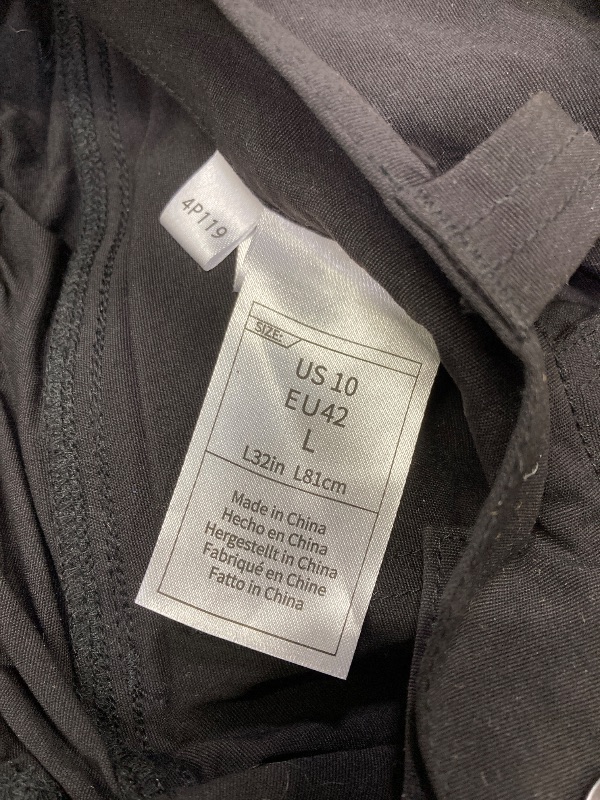 4P119
SIZE:
US 10
EU42
L
L32in L81cm
Made in China
Hecho en China
Hergestellt in China
Fabriqué en Chine
Fatto in China